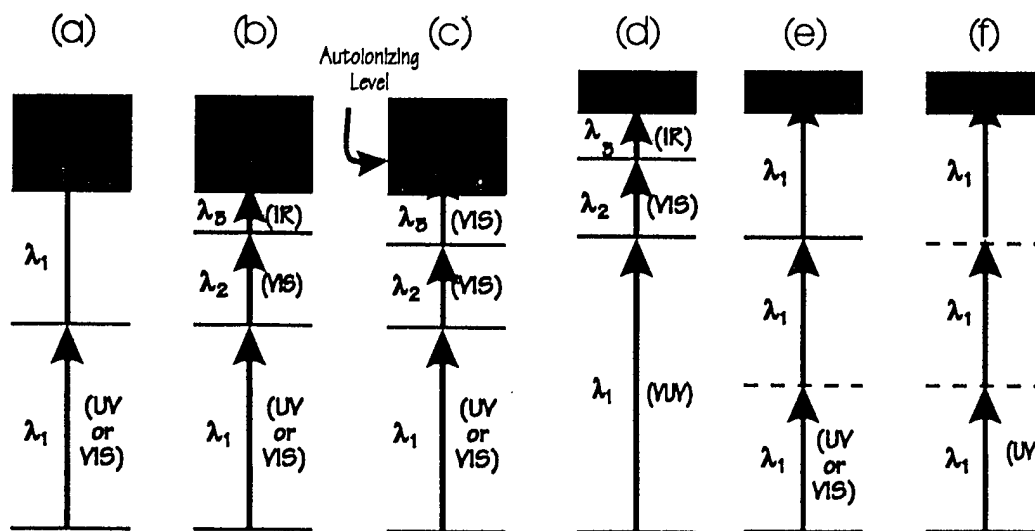 (a) (b) (c) (d) (e) (f)
Autoionizing
Level
λ3 (IR)
λ1 λ3 (IR) λ3 (VIS) λ2 (VIS) λ1 λ1
λ2 (VIS) λ2 (VIS)
λ1 λ1
λ1 (UV
or
VIS)
λ1 (UV
or
VIS)
λ1 (UV
or
VIS)
λ1 (VUV)
λ1 (UV
or
VIS)
λ1 (UV)